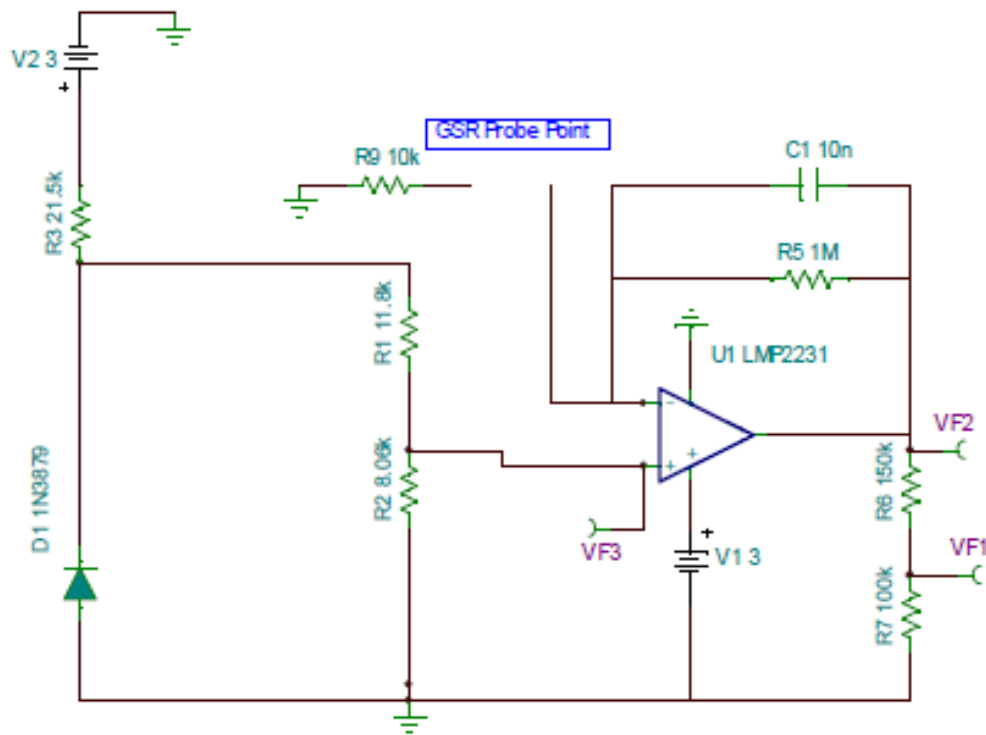 V2 3
+
GSR Probe Point
R9 10k
C1 10n
R3 21.5k
R5 1M
R1 11.8k
U1 LMP2231
-
+
+
VF2
R2 8.06k
R6 150k
D1 1N3879
VF3
+
V1 3
VF1
R7 100k